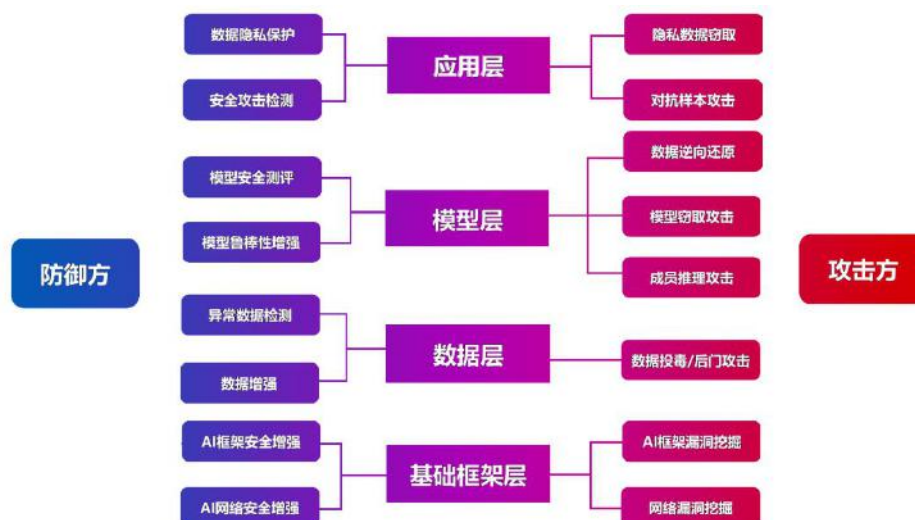 数据隐私保护
应用层
隐私数据窃取
安全攻击检测
对抗样本攻击
数据逆向还原
模型安全测评
模型层
模型窃取攻击
模型鲁棒性增强
防御方
攻击方
成员推理攻击
异常数据检测
数据层
数据投毒/后门攻击
数据增强
AI框架安全增强
AI框架漏洞挖掘
基础框架层
AI网络安全增强
网络漏洞挖掘